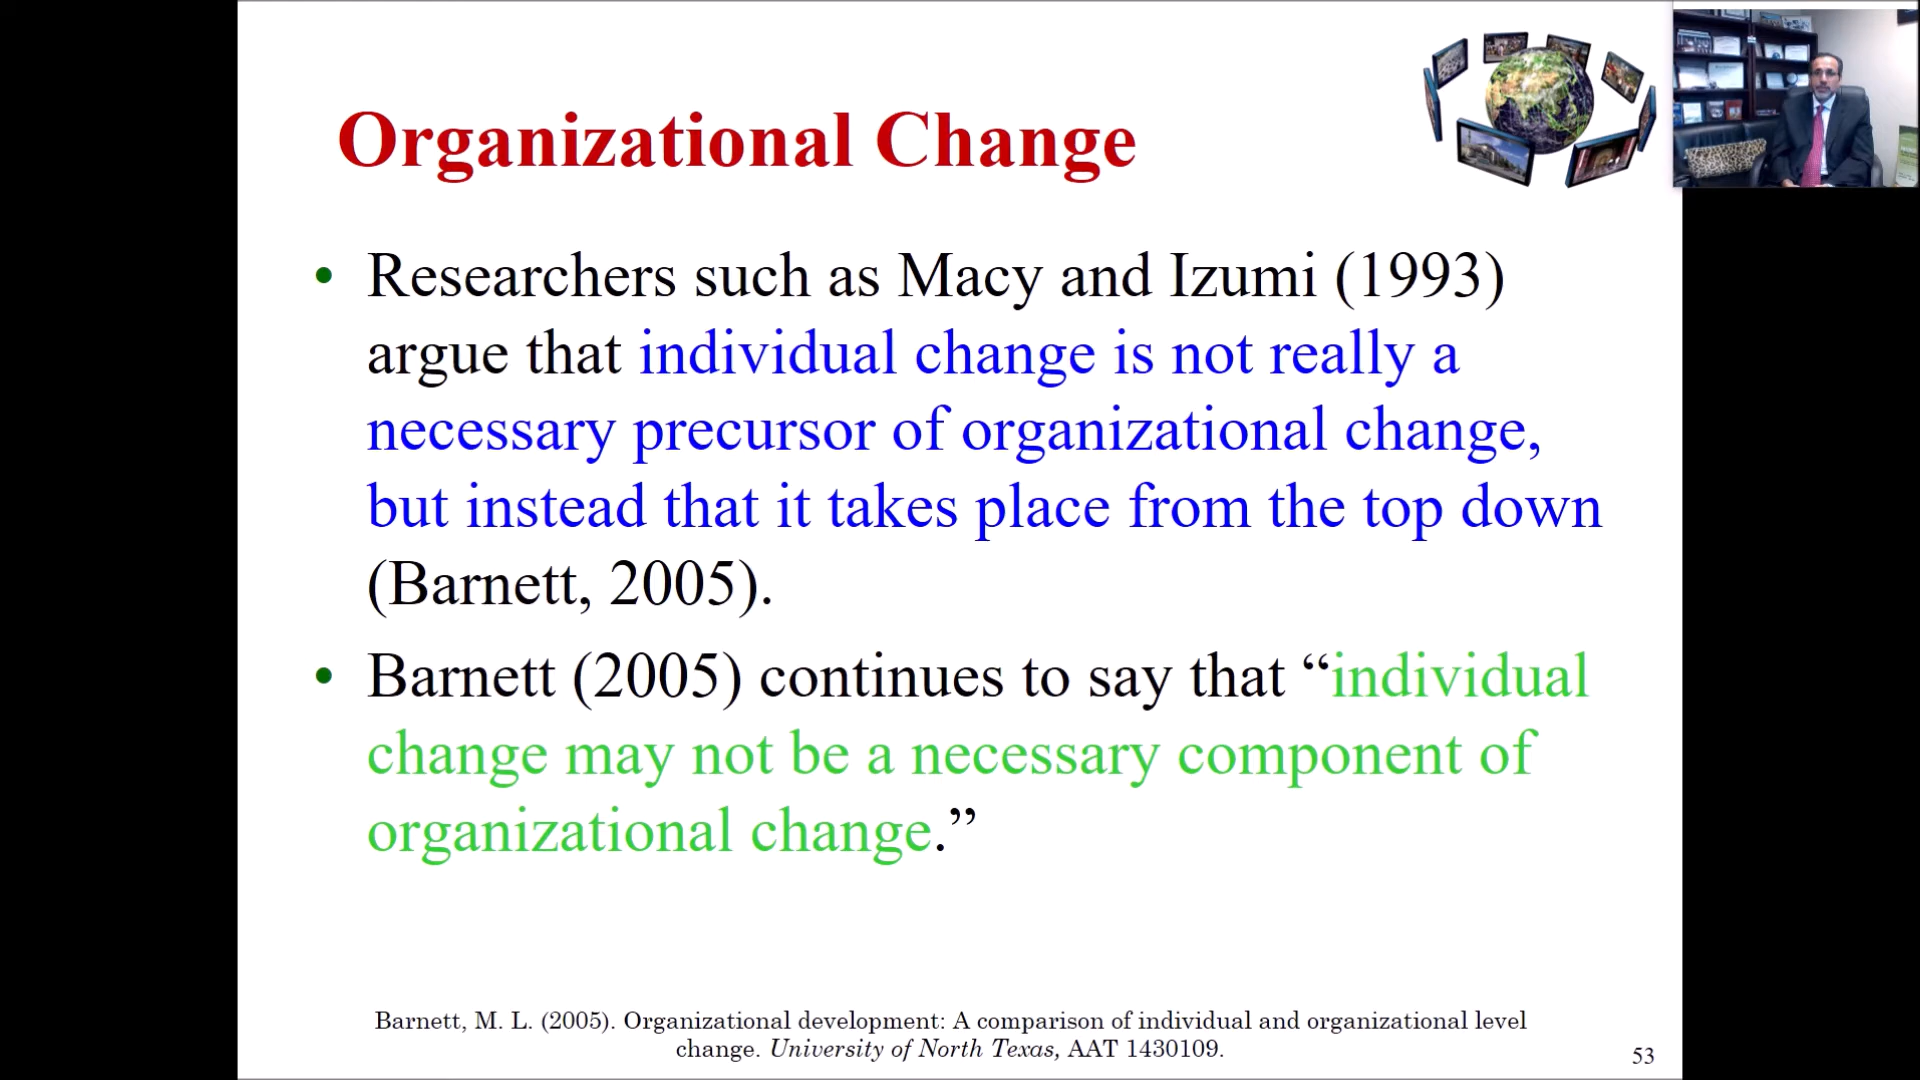 Organizational Change
• Researchers such as Macy and Izumi (1993)
argue that individual change is not really a
necessary precursor of organizational change,
but instead that it takes place from the top down
(Barnett, 2005).
• Barnett (2005) continues to say that “individual
change may not be a necessary component of
organizational change.”
Barnett, M. L. (2005). Organizational development: A comparison of individual and organizational level
change. University of North Texas, AAT 1430109.
53